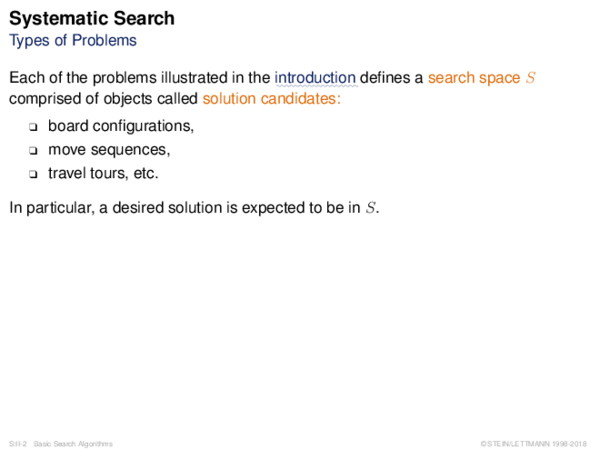 Systematic Search
Types of Problems
Each of the problems illustrated in the introduction defines a search space S
comprised of objects called solution candidates:
❑ board configurations,
❑ move sequences,
❑ travel tours, etc.
In particular, a desired solution is expected to be in S.
S:II-2 Basic Search Algorithms
© STEIN/LETTMANN 1998-2018